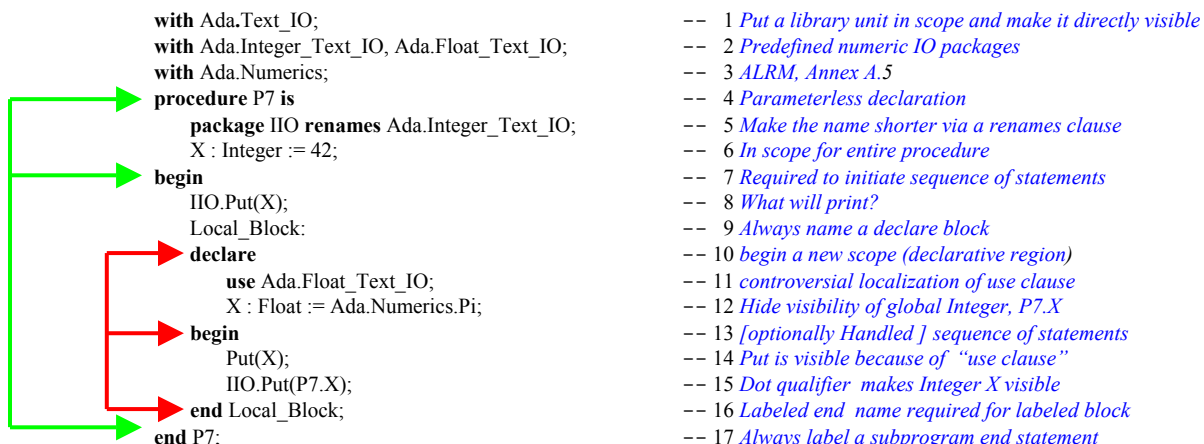 with Ada.Text_IO; -- 1 Put a library unit in scope and make it directly visible
with Ada.Integer_Text_IO, Ada.Float_Text_IO; -- 2 Predefined numeric IO packages
with Ada.Numerics; -- 3 ALRM, Annex A.5
procedure P7 is -- 4 Parameterless declaration
package IIO renames Ada.Integer_Text_IO; -- 5 Make the name shorter via a renames clause
X : Integer := 42; -- 6 In scope for entire procedure
begin -- 7 Required to initiate sequence of statements
IIO.Put(X); -- 8 What will print?
Local_Block: -- 9 Always name a declare block
declare -- 10 begin a new scope (declarative region)
use Ada.Float_Text_IO; -- 11 controversial localization of use clause
X : Float := Ada.Numerics.Pi; -- 12 Hide visibility of global Integer, P7.X
begin -- 13 [optionally Handled ] sequence of statements
Put(X); -- 14 Put is visible because of “use clause”
IIO.Put(P7.X); -- 15 Dot qualifier makes Integer X visible
end Local_Block; -- 16 Labeled end name required for labeled block
end P7; -- 17 Always label a subprogram end statement